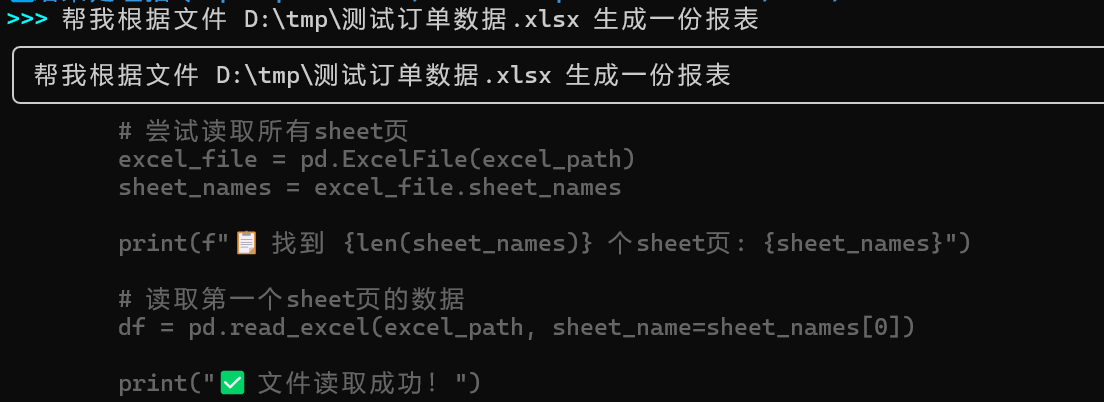 >>> 帮我根据文件 D:\tmp\测试订单数据.xlsx 生成一份报表
帮我根据文件 D:\tmp\测试订单数据.xlsx 生成一份报表
# 尝试读取所有sheet页
excel_file = pd.ExcelFile(excel_path)
sheet_names = excel_file.sheet_names
print(f"📋 找到 {len(sheet_names)} 个sheet页: {sheet_names}")
# 读取第一个sheet页的数据
df = pd.read_excel(excel_path, sheet_name=sheet_names[0])
print("✅ 文件读取成功！")